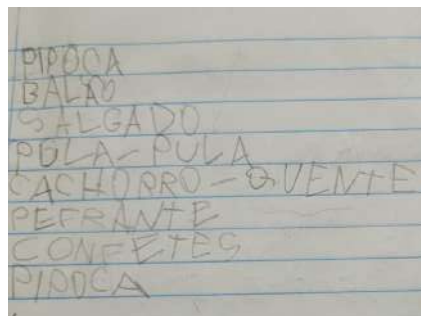 PIPOCA
BALÃO
SALGADO
PULA-PULA
CACHORRO-QUENTE
PEFRANTE
CONFETES
PIPOCA